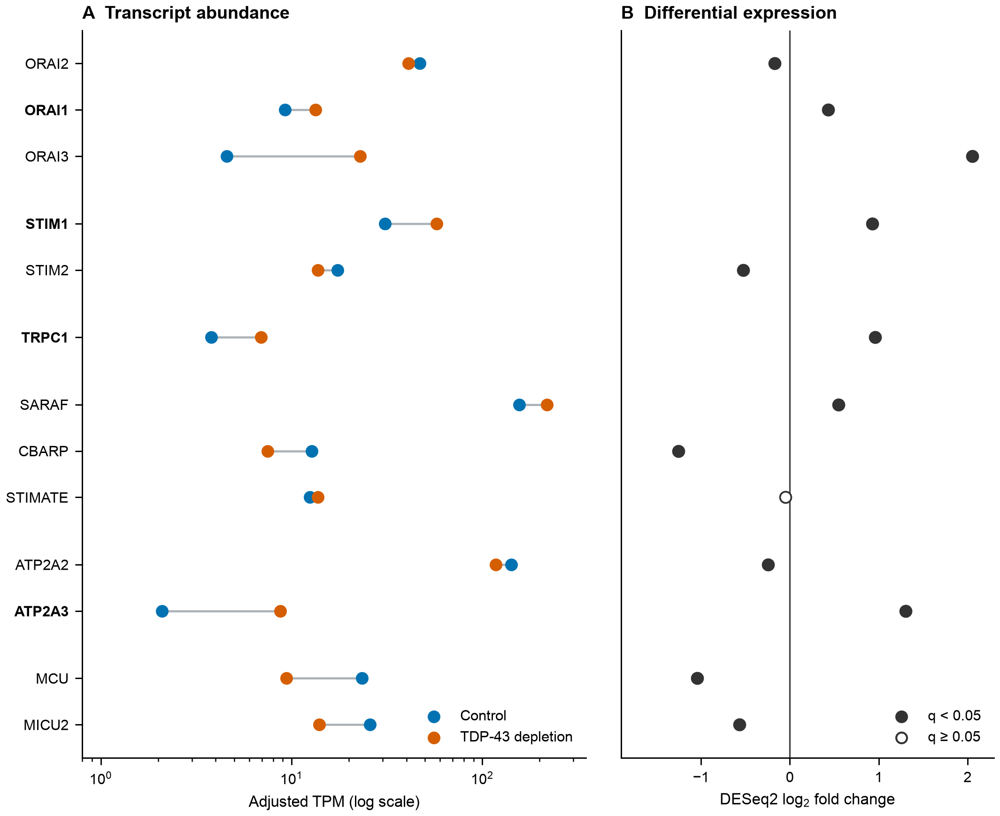 A Transcript abundance
ORAI2
ORAI1
ORAI3
STIM1
STIM2
TRPC1
SARAF
CBARP
STIMATE
ATP2A2
ATP2A3
MCU
MICU2
Control
TDP-43 depletion
10⁰ 10¹ 10²
Adjusted TPM (log scale)
B Differential expression
q < 0.05
q ≥ 0.05
−1 0 1 2
DESeq2 log₂ fold change